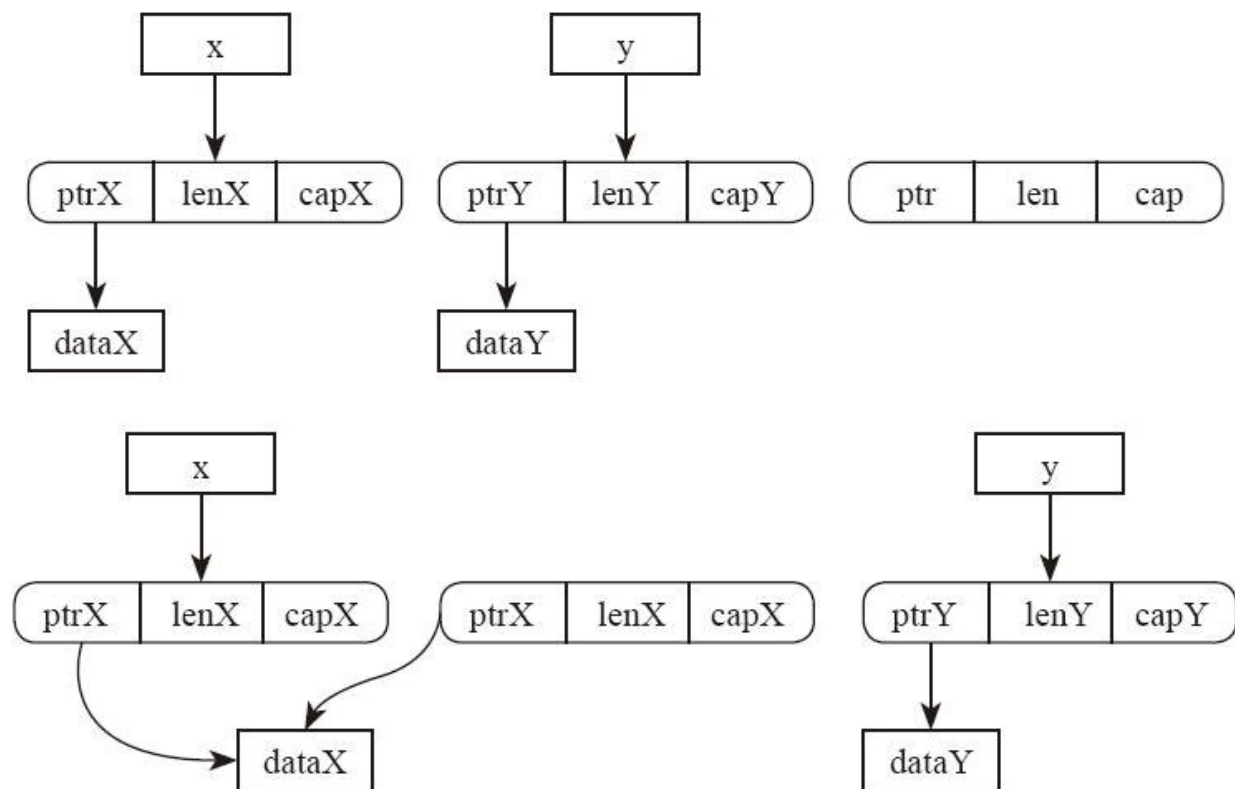 x y
ptrX lenX capX ptrY lenY capY ptr len cap
dataX dataY
x y
ptrX lenX capX ptrX lenX capX ptrY lenY capY
dataX dataY